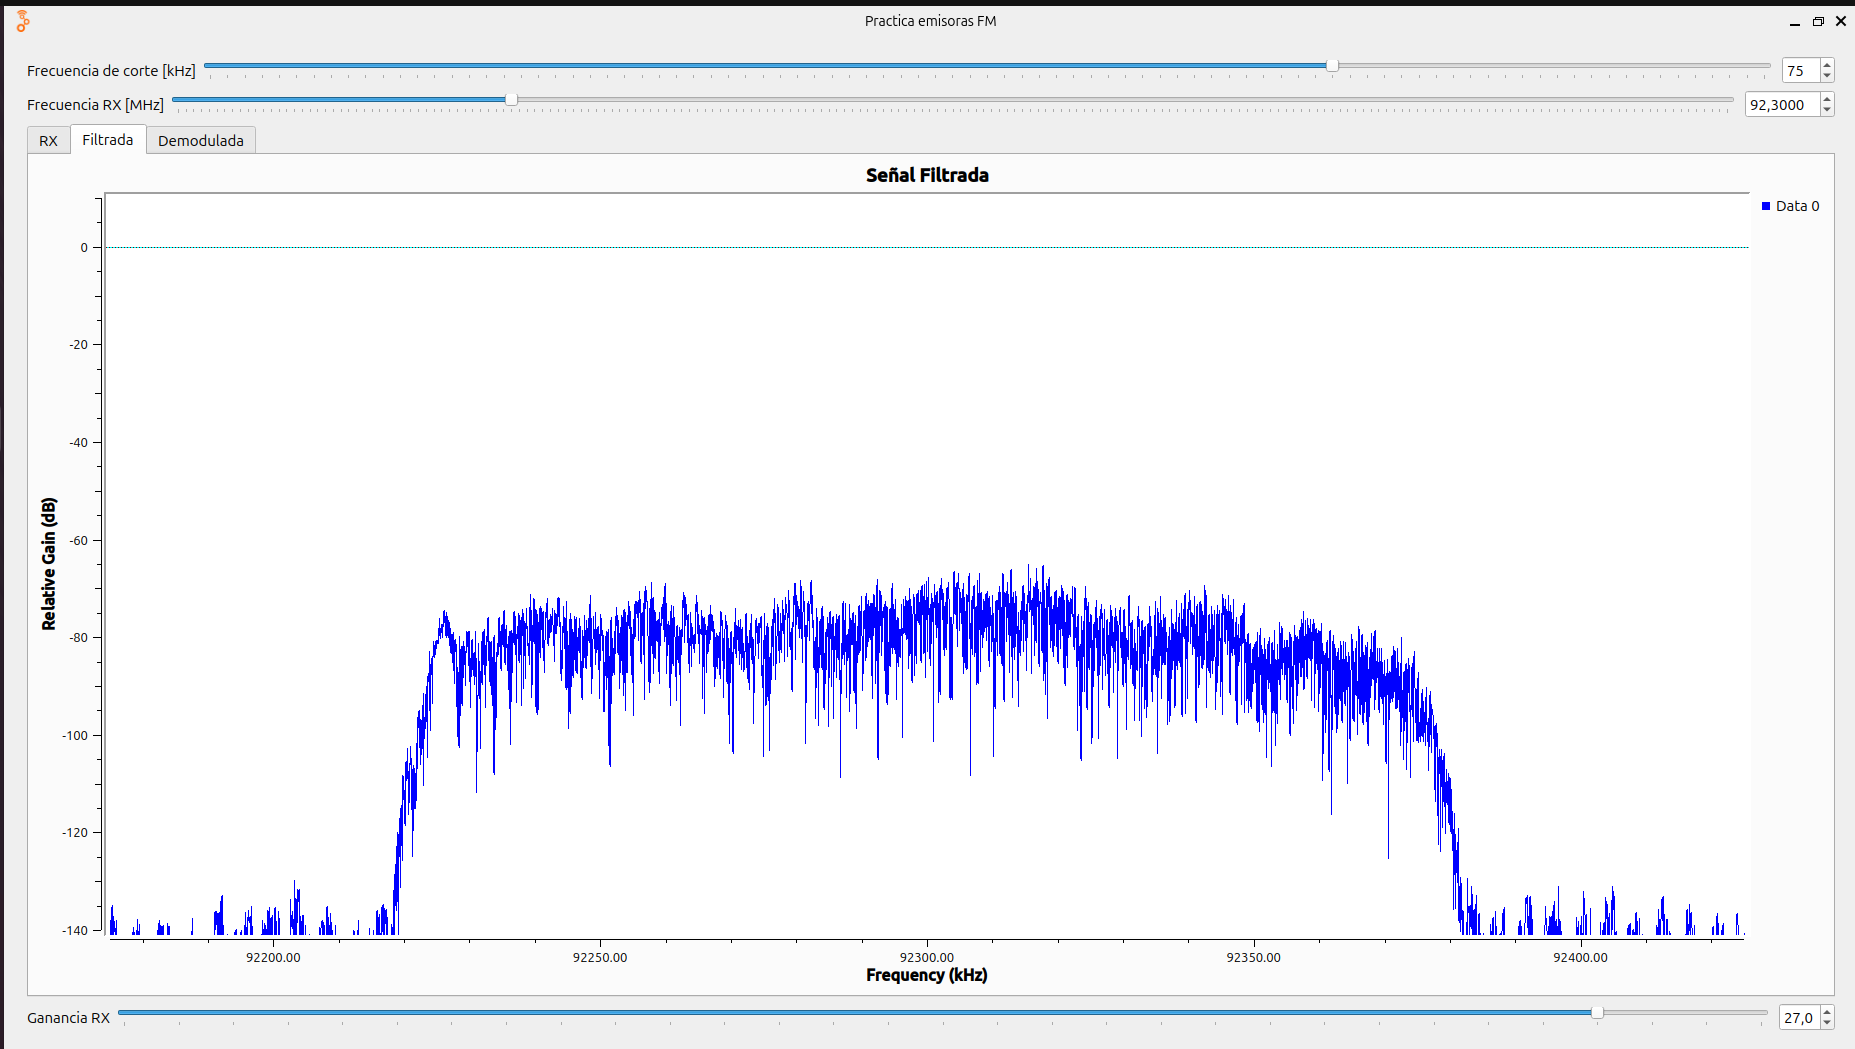 Practica emisoras FM
Frecuencia de corte [kHz]
75
Frecuencia RX [MHz]
92,3000
RX
Filtrada
Demodulada
Señal Filtrada
Data 0
0
-20
-40
-60
-80
-100
-120
-140
Relative Gain (dB)
92200.00
92250.00
92300.00
92350.00
92400.00
Frequency (kHz)
Ganancia RX
27,0